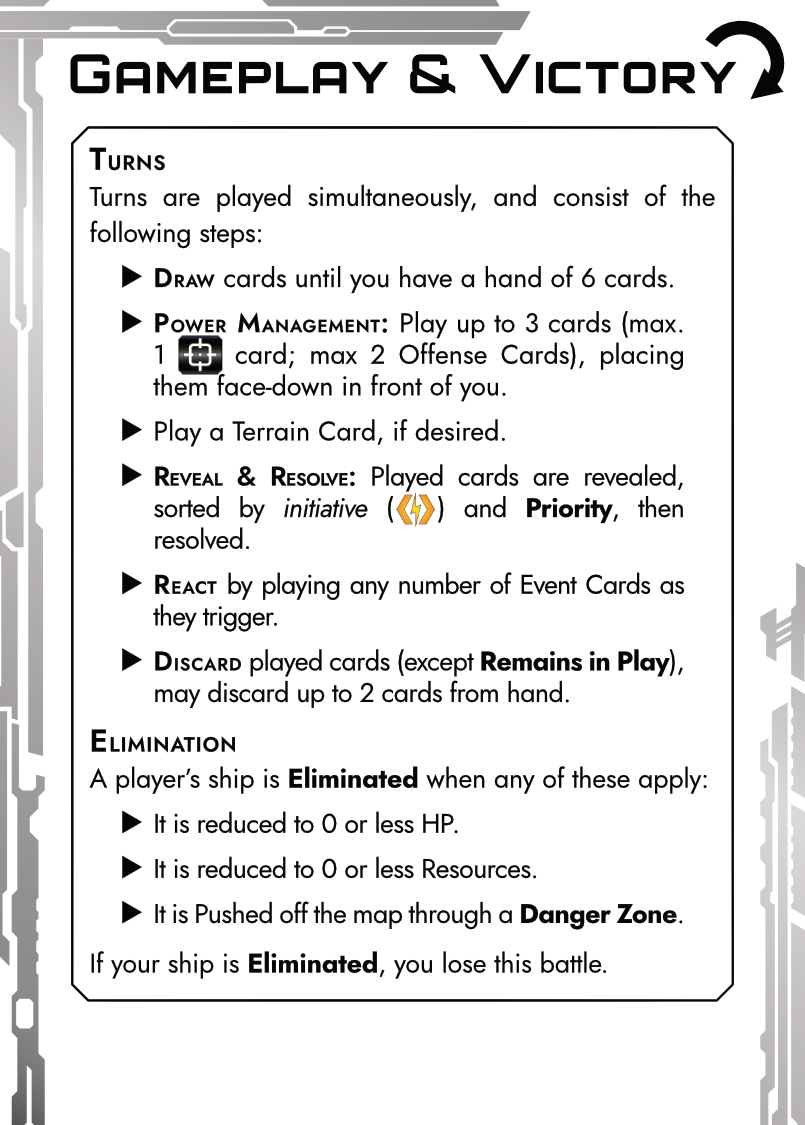 GAMEPLAY & VICTORY
TURNS
Turns are played simultaneously, and consist of the
following steps:
▶ DRAW cards until you have a hand of 6 cards.
▶ POWER MANAGEMENT: Play up to 3 cards (max.
1 card; max 2 Offense Cards), placing
them face-down in front of you.
▶ Play a Terrain Card, if desired.
▶ REVEAL & RESOLVE: Played cards are revealed,
sorted by initiative () and Priority, then
resolved.
▶ REACT by playing any number of Event Cards as
they trigger.
▶ DISCARD played cards (except Remains in Play),
may discard up to 2 cards from hand.
ELIMINATION
A player's ship is Eliminated when any of these apply:
▶ It is reduced to 0 or less HP.
▶ It is reduced to 0 or less Resources.
▶ It is Pushed off the map through a Danger Zone.
If your ship is Eliminated, you lose this battle.